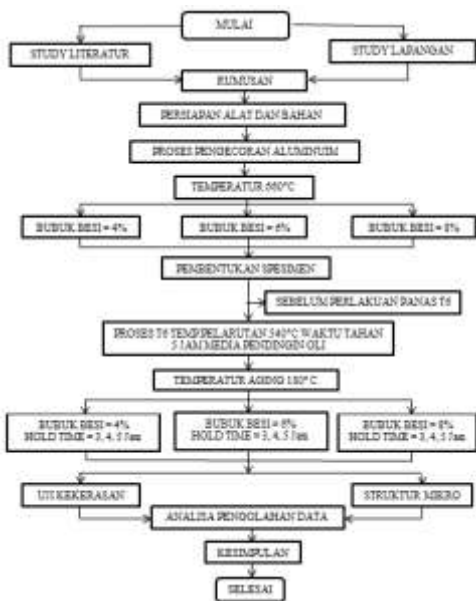 MULAI
STUDY LITERATUR
STUDY LAPANGAN
RUMUSAN
PERSIAPAN ALAT DAN BAHAN
PROSES PENGECORAN ALUMINUIM
TEMPERATUR 660°C
BUBUK BESI = 4%
BUBUK BESI = 6%
BUBUK BESI = 8%
PEMBENTUKAN SPESIMEN
SEBELUM PERLAKUAN PANAS T6
PROSES T6 TEMP.PELARUTAN 540°C WAKTU TAHAN
5 JAM MEDIA PENDINGIN OLI
TEMPERATUR AGING 180°C
BUBUK BESI = 4%
HOLD TIME = 3, 4, 5 Jam
BUBUK BESI = 6%
HOLD TIME = 3, 4, 5 Jam
BUBUK BESI = 8%
HOLD TIME = 3, 4, 5 Jam
UJI KEKERASAN
STRUKTUR MIKRO
ANALISA PENGOLAHAN DATA
KESIMPULAN
SELESAI